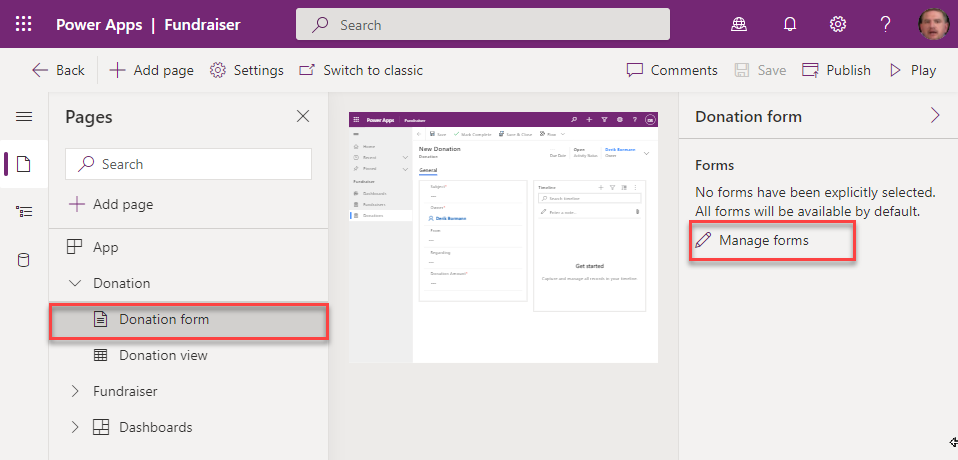 Power Apps | Fundraiser
Search
?
Back
Add page
Settings
Switch to classic
Comments
Save
Publish
Play
Pages
Search
Add page
App
Donation
Donation form
Donation view
Fundraiser
Dashboards
Power Apps Fundraiser
Save
Mark Complete
Save & Close
Home
Recent
Pinned
Fundraiser
Dashboards
Fundraisers
Donations
New Donation
Donation
Due Date
Open
Activity Status
Derik Bormann
Owner
General
Subject*
---
Owner*
Derik Bormann
---
Regarding
---
Donation Amount*
---
Timeline
Search timeline
Enter a note...
Get started
Capture and manage all records in your timeline.
Donation form
Forms
No forms have been explicitly selected.
All forms will be available by default.
Manage forms